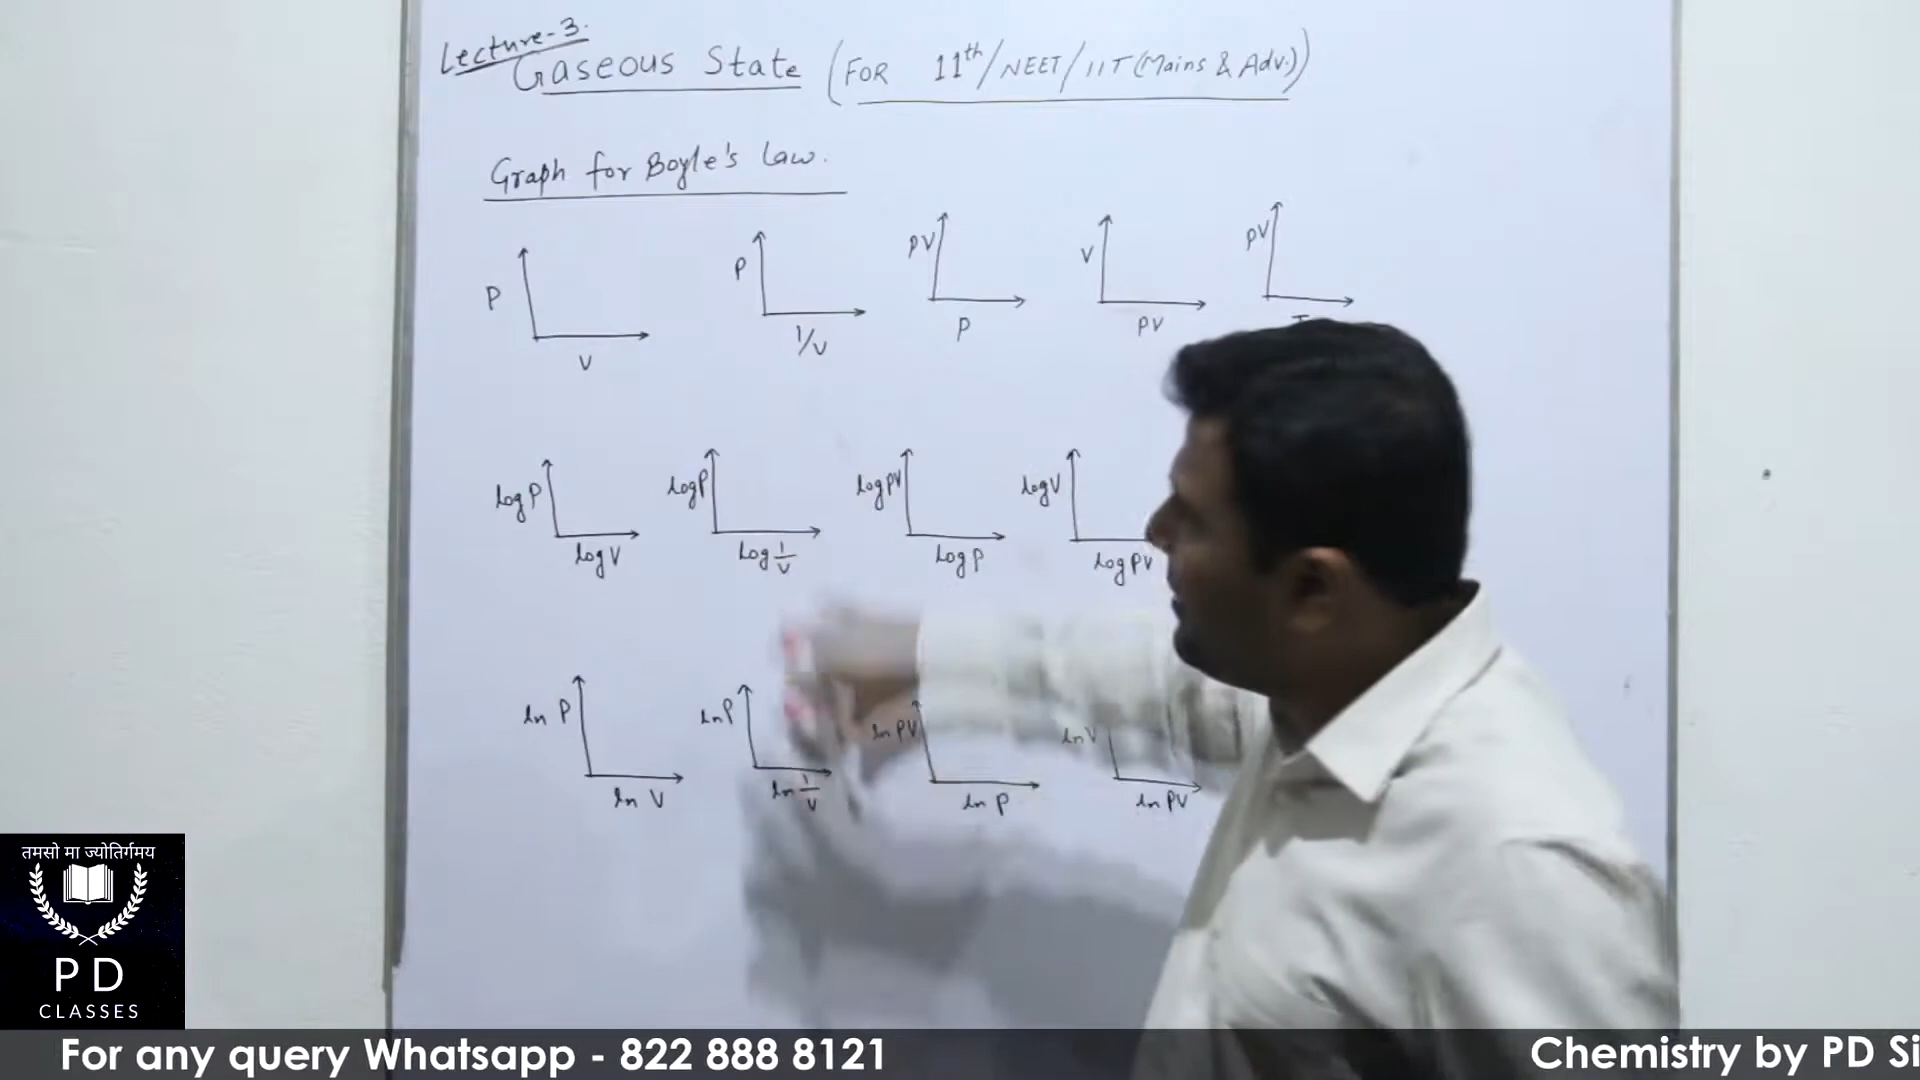 Lecture-3.
Gaseous State (FOR 11th/NEET/IIT(Mains & Adv.))
Graph for Boyle's Law.
P
V
P
1/V
PV
P
V
PV
PV
log P
log V
log P
log 1/V
log PV
log P
log V
log PV
ln P
ln V
ln P
ln 1/V
ln PV
ln P
ln V
ln PV
तमसो मा ज्योतिर्गमय
PD
CLASSES
For any query Whatsapp - 822 888 8121
Chemistry by PD Si